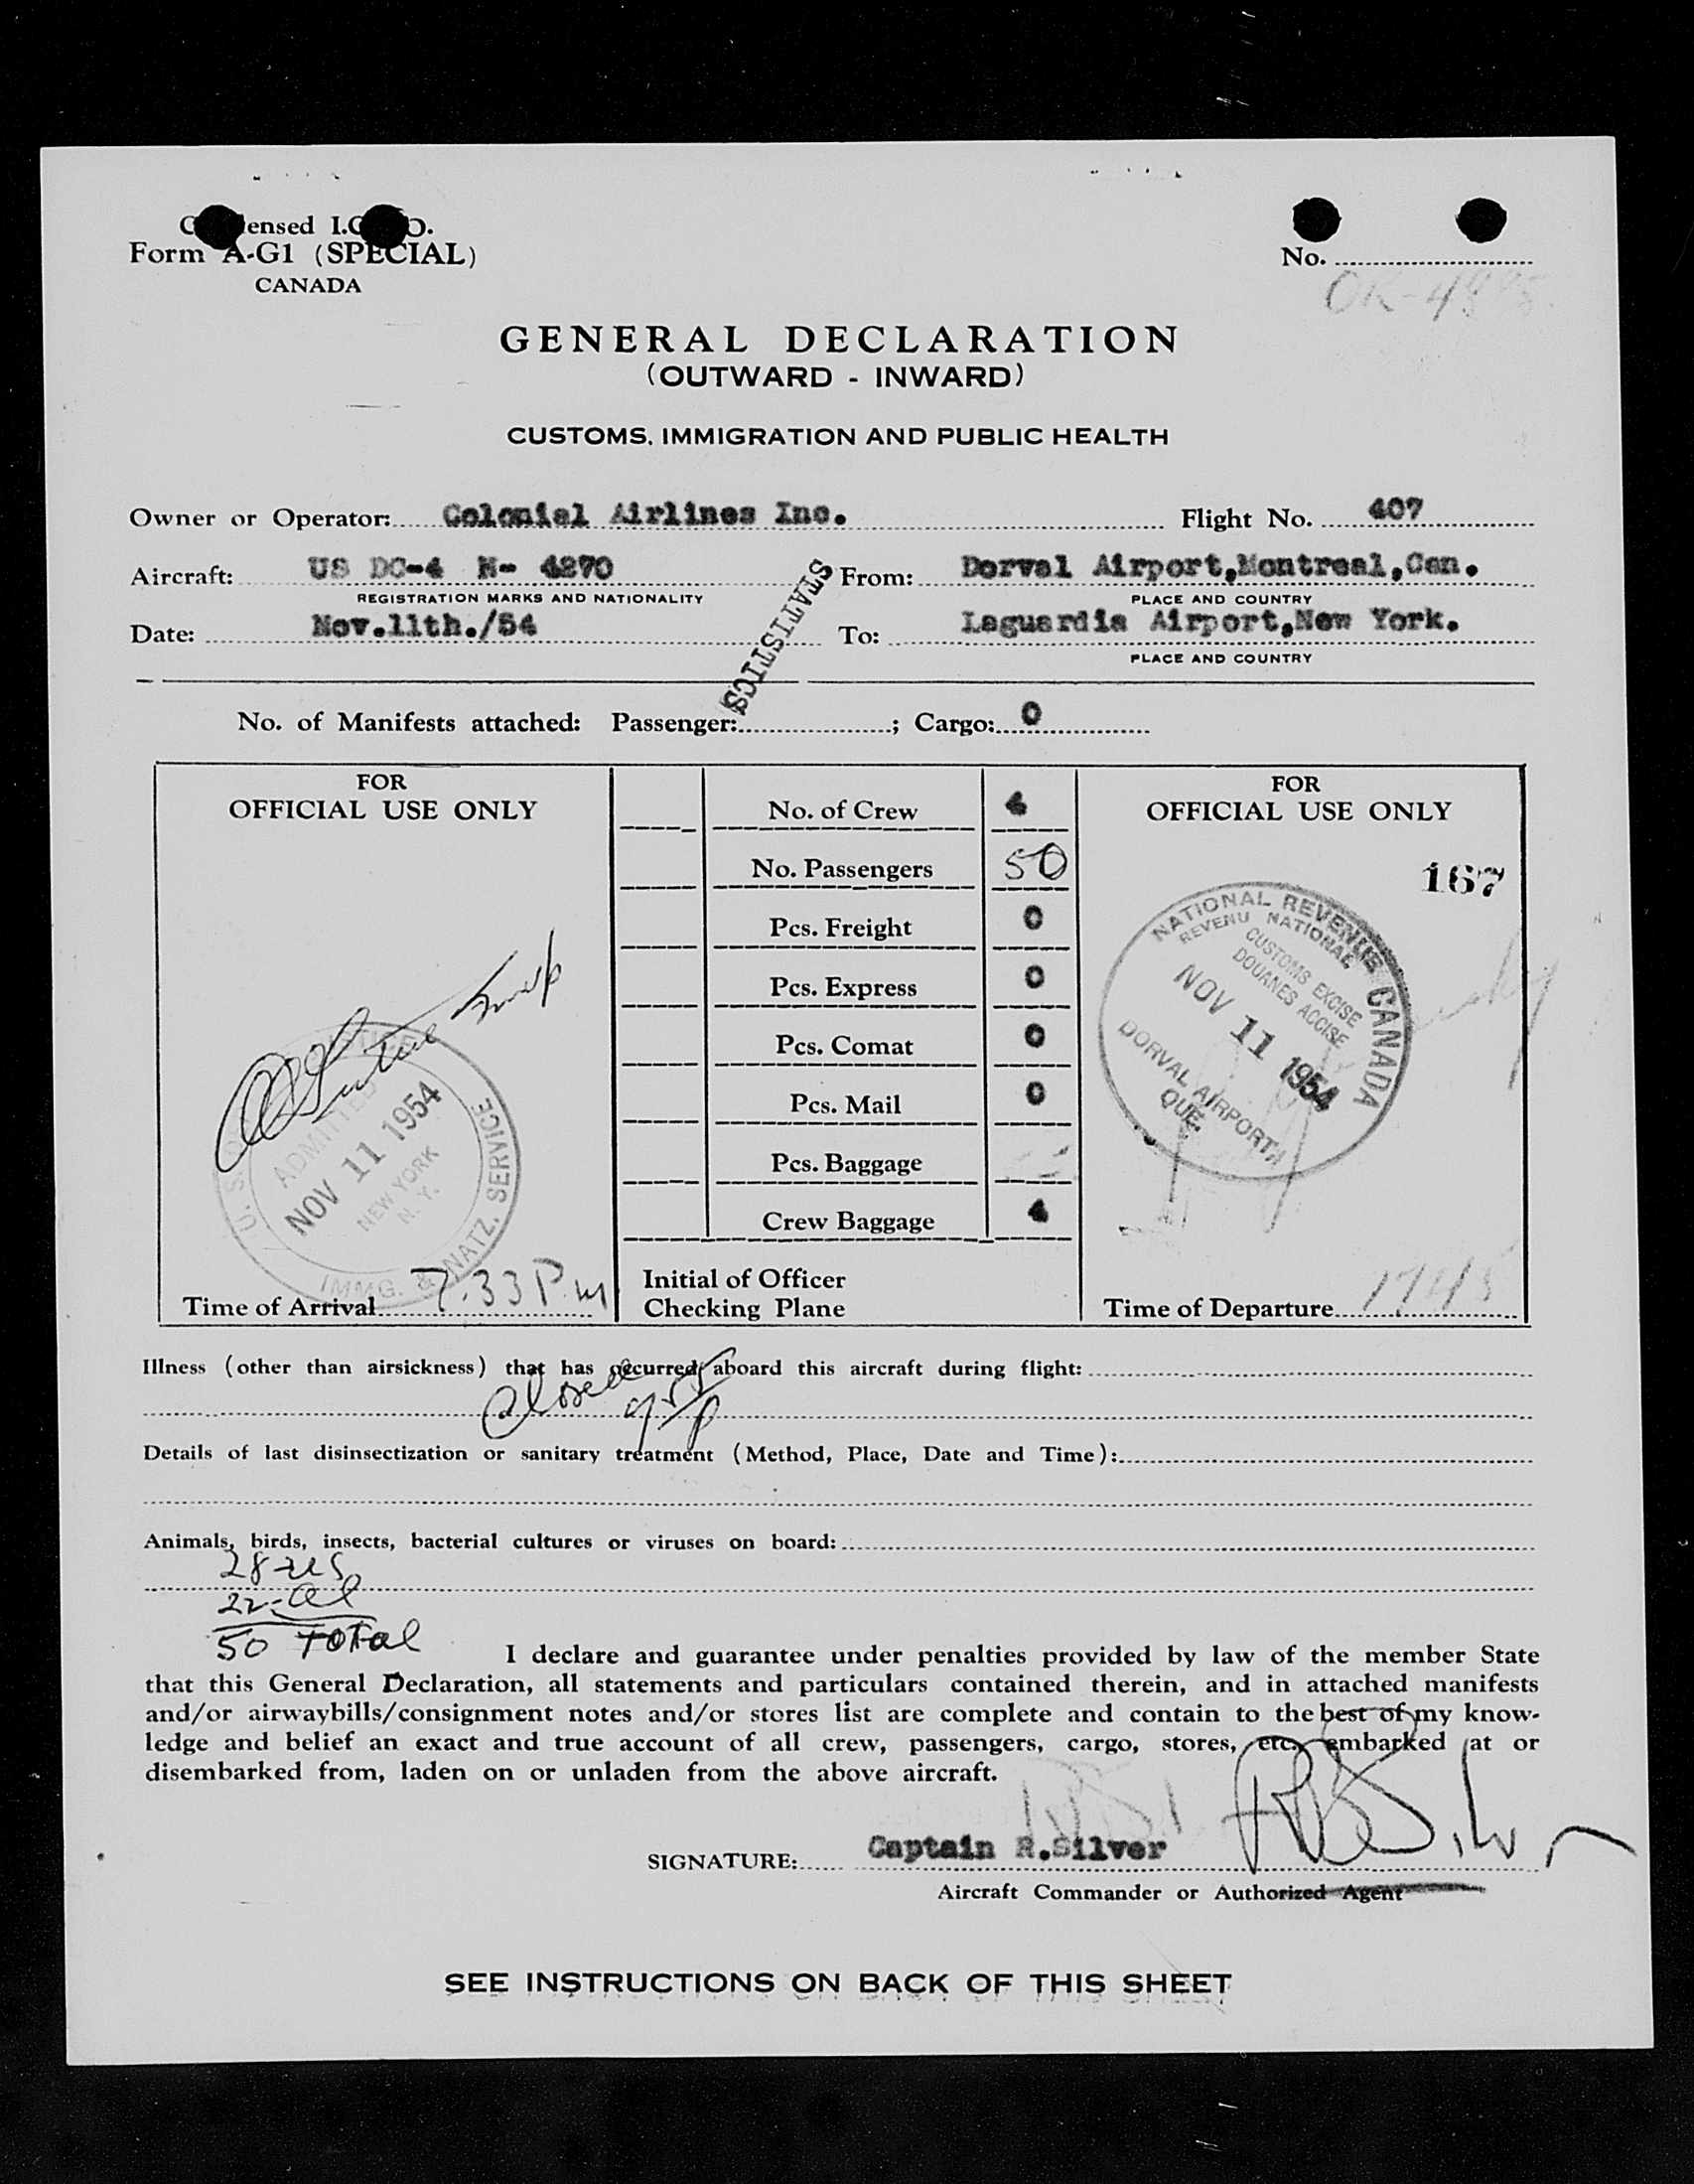 ensed I.C O.
Form A-G1 (SPECIAL)
CANADA
No.
GENERAL DECLARATION
(OUTWARD - INWARD)
CUSTOMS, IMMIGRATION AND PUBLIC HEALTH
Owner or Operator: Colonial Airlines Inc. Flight No. 407
Aircraft: US DC-4 N- 4270 From: Dorval Airport,Montreal,Can.
REGISTRATION MARKS AND NATIONALITY PLACE AND COUNTRY
Date: Nov.11th./54 To: Laguardia Airport,New York.
PLACE AND COUNTRY
STATISTICS
No. of Manifests attached: Passenger: ; Cargo: 0
FOR
OFFICIAL USE ONLY
No. of Crew 4
No. Passengers 50
Pcs. Freight 0
Pcs. Express 0
Pcs. Comat 0
Pcs. Mail 0
Pcs. Baggage
Crew Baggage 4
Initial of Officer
Checking Plane
FOR
OFFICIAL USE ONLY
167
NATIONAL REVENUE CANADA
REVENU NATIONAL
CUSTOMS EXCISE
DOUANES ACCISE
NOV 11 1954
DORVAL AIRPORT
QUE.
ADMITTED
NOV 11 1954
NEW YORK
N. Y.
U. S. IMMG. & NATZ. SERVICE
Time of Arrival 7:33 P.m
Time of Departure 1745
Illness (other than airsickness) that has occurred aboard this aircraft during flight:
Closed 955 P
Details of last disinsectization or sanitary treatment (Method, Place, Date and Time):
Animals, birds, insects, bacterial cultures or viruses on board:
28-US
22-al
50 Total
I declare and guarantee under penalties provided by law of the member State
that this General Declaration, all statements and particulars contained therein, and in attached manifests
and/or airwaybills/consignment notes and/or stores list are complete and contain to the best of my know-
ledge and belief an exact and true account of all crew, passengers, cargo, stores, etc. embarked at or
disembarked from, laden on or unladen from the above aircraft.
SIGNATURE: Captain R.Silver R Silver
Aircraft Commander or Authorized Agent
SEE INSTRUCTIONS ON BACK OF THIS SHEET